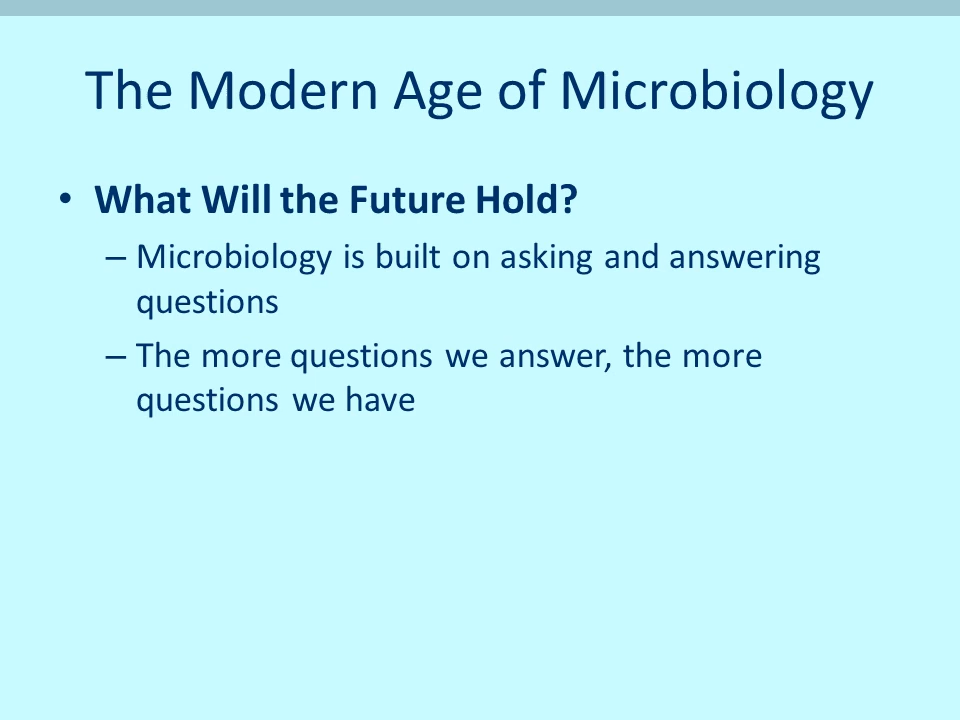 The Modern Age of Microbiology
• What Will the Future Hold?
– Microbiology is built on asking and answering
questions
– The more questions we answer, the more
questions we have